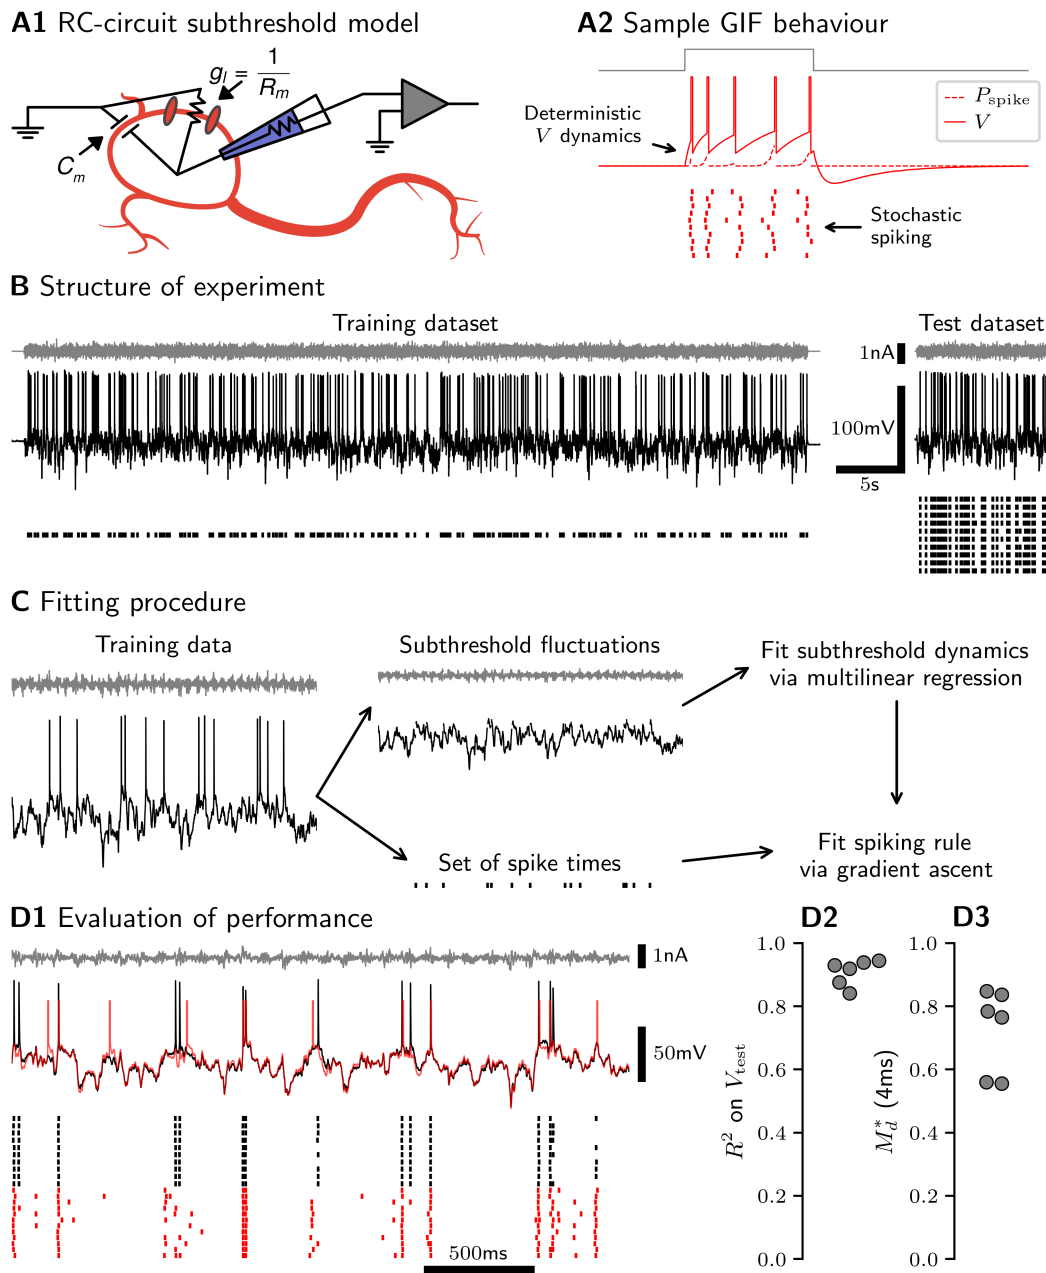 A1 RC-circuit subthreshold model
g_l = 1/R_m
C_m
A2 Sample GIF behaviour
P_spike
V
Deterministic
V dynamics
Stochastic
spiking
B Structure of experiment
Training dataset
Test dataset
1nA
100mV
5s
C Fitting procedure
Training data
Subthreshold fluctuations
Fit subthreshold dynamics
via multilinear regression
Set of spike times
Fit spiking rule
via gradient ascent
D1 Evaluation of performance
1nA
50mV
500ms
D2
R² on V_test
1.0
0.8
0.6
0.4
0.2
0.0
D3
M_d^* (4ms)
1.0
0.8
0.6
0.4
0.2
0.0